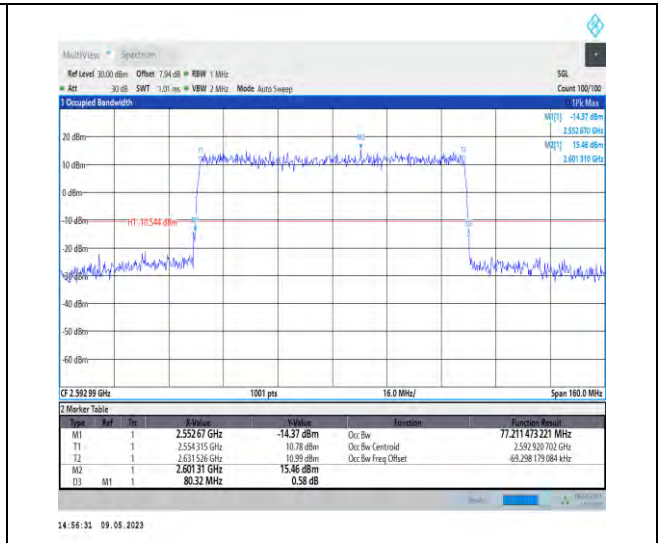 MultiView Spectrum
Ref Level 30.00 dBm Offset 7.94 dB RBW 1 MHz SGL
Att 30 dB SWT 1.01 ms VBW 2 MHz Mode Auto Sweep Count 100/100
1 Occupied Bandwidth 1Pk Max
M1[1] -14.37 dBm
2.552 670 GHz
M2[1] 15.46 dBm
2.601 310 GHz
20 dBm
M2
T1
T2
10 dBm
0 dBm
-10 dBm
H1 -10.544 dBm
-20 dBm
-30 dBm
-40 dBm
-50 dBm
-60 dBm
CF 2.592 99 GHz 1001 pts 16.0 MHz/ Span 160.0 MHz
2 Marker Table
Type Ref Trc X-Value Y-Value Function Function Result
M1 1 2.552 67 GHz -14.37 dBm Occ Bw 77.211 473 221 MHz
T1 1 2.554 315 GHz 10.78 dBm Occ Bw Centroid 2.592 920 702 GHz
T2 1 2.631 526 GHz 10.99 dBm Occ Bw Freq Offset -69.298 179 084 kHz
M2 1 2.601 31 GHz 15.46 dBm
D3 M1 1 80.32 MHz 0.58 dB
14:56:31 09.05.2023